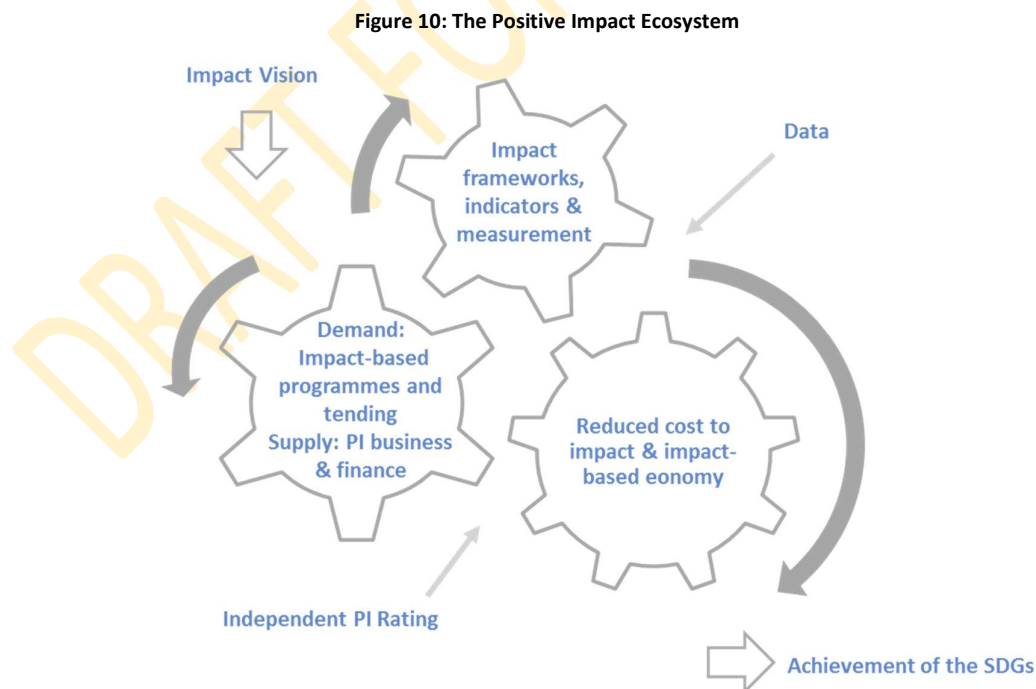 Figure 10: The Positive Impact Ecosystem
Impact Vision
Impact
frameworks,
indicators &
measurement
Data
Demand:
Impact-based
programmes and
tending
Supply: PI business
& finance
Reduced cost to
impact & impact-
based eonomy
Independent PI Rating
Achievement of the SDGs
DRAFT FO